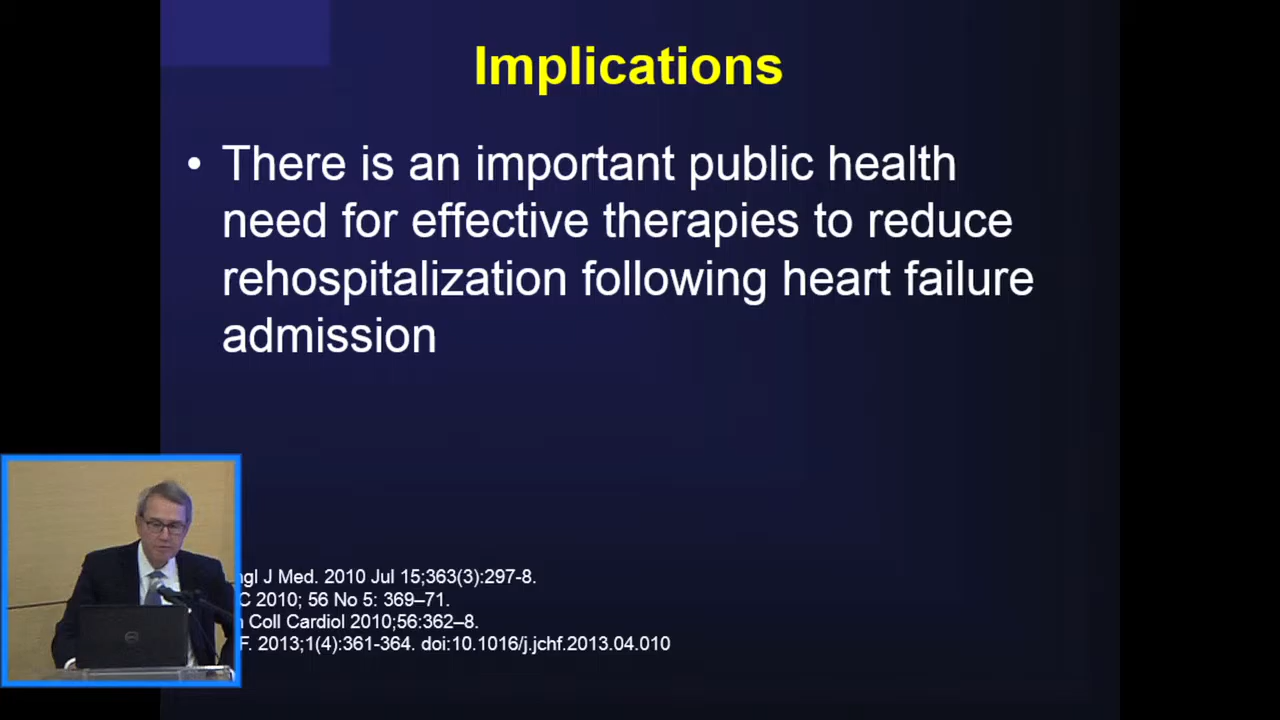 Implications
• There is an important public health
need for effective therapies to reduce
rehospitalization following heart failure
admission
J Med. 2010 Jul 15;363(3):297-8.
2010; 56 No 5: 369–71.
Coll Cardiol 2010;56:362–8.
2013;1(4):361-364. doi:10.1016/j.jchf.2013.04.010